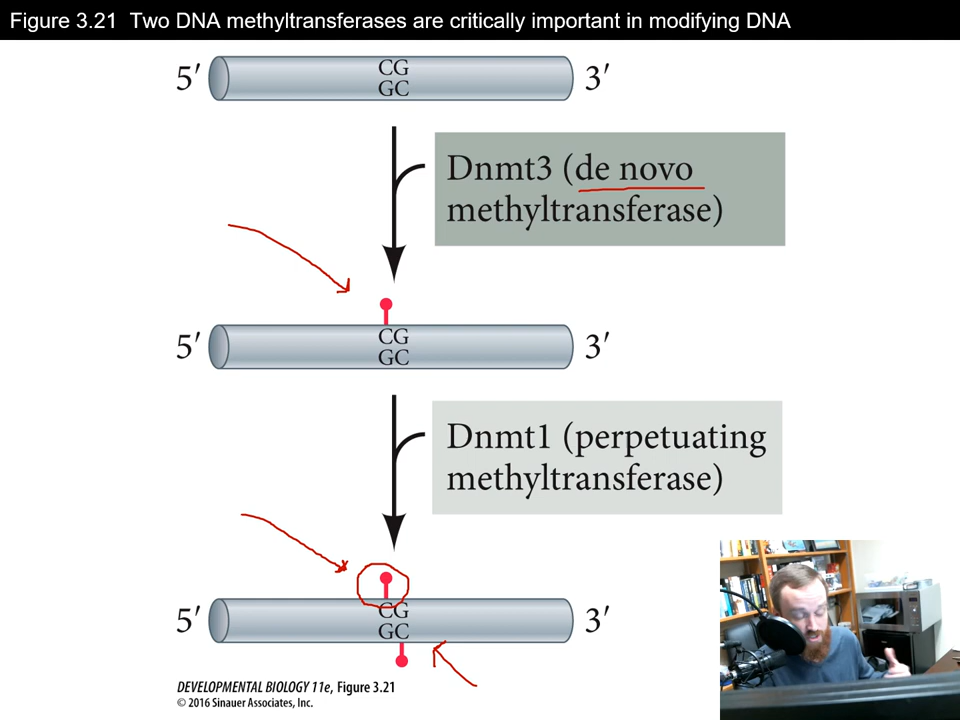 Figure 3.21 Two DNA methyltransferases are critically important in modifying DNA
5′ CG 3′
GC
Dnmt3 (de novo
methyltransferase)
5′ CG 3′
GC
Dnmt1 (perpetuating
methyltransferase)
5′ CG 3′
GC
DEVELOPMENTAL BIOLOGY 11e, Figure 3.21
© 2016 Sinauer Associates, Inc.